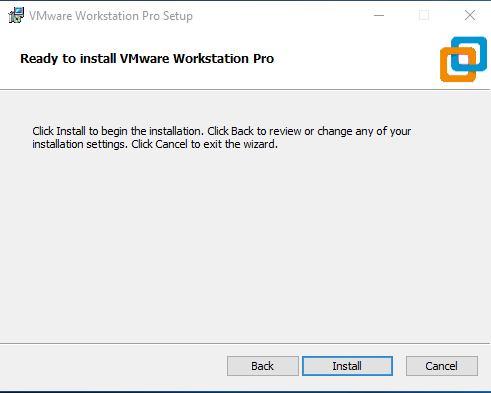 VMware Workstation Pro Setup
Ready to install VMware Workstation Pro
Click Install to begin the installation. Click Back to review or change any of your
installation settings. Click Cancel to exit the wizard.
Back Install Cancel